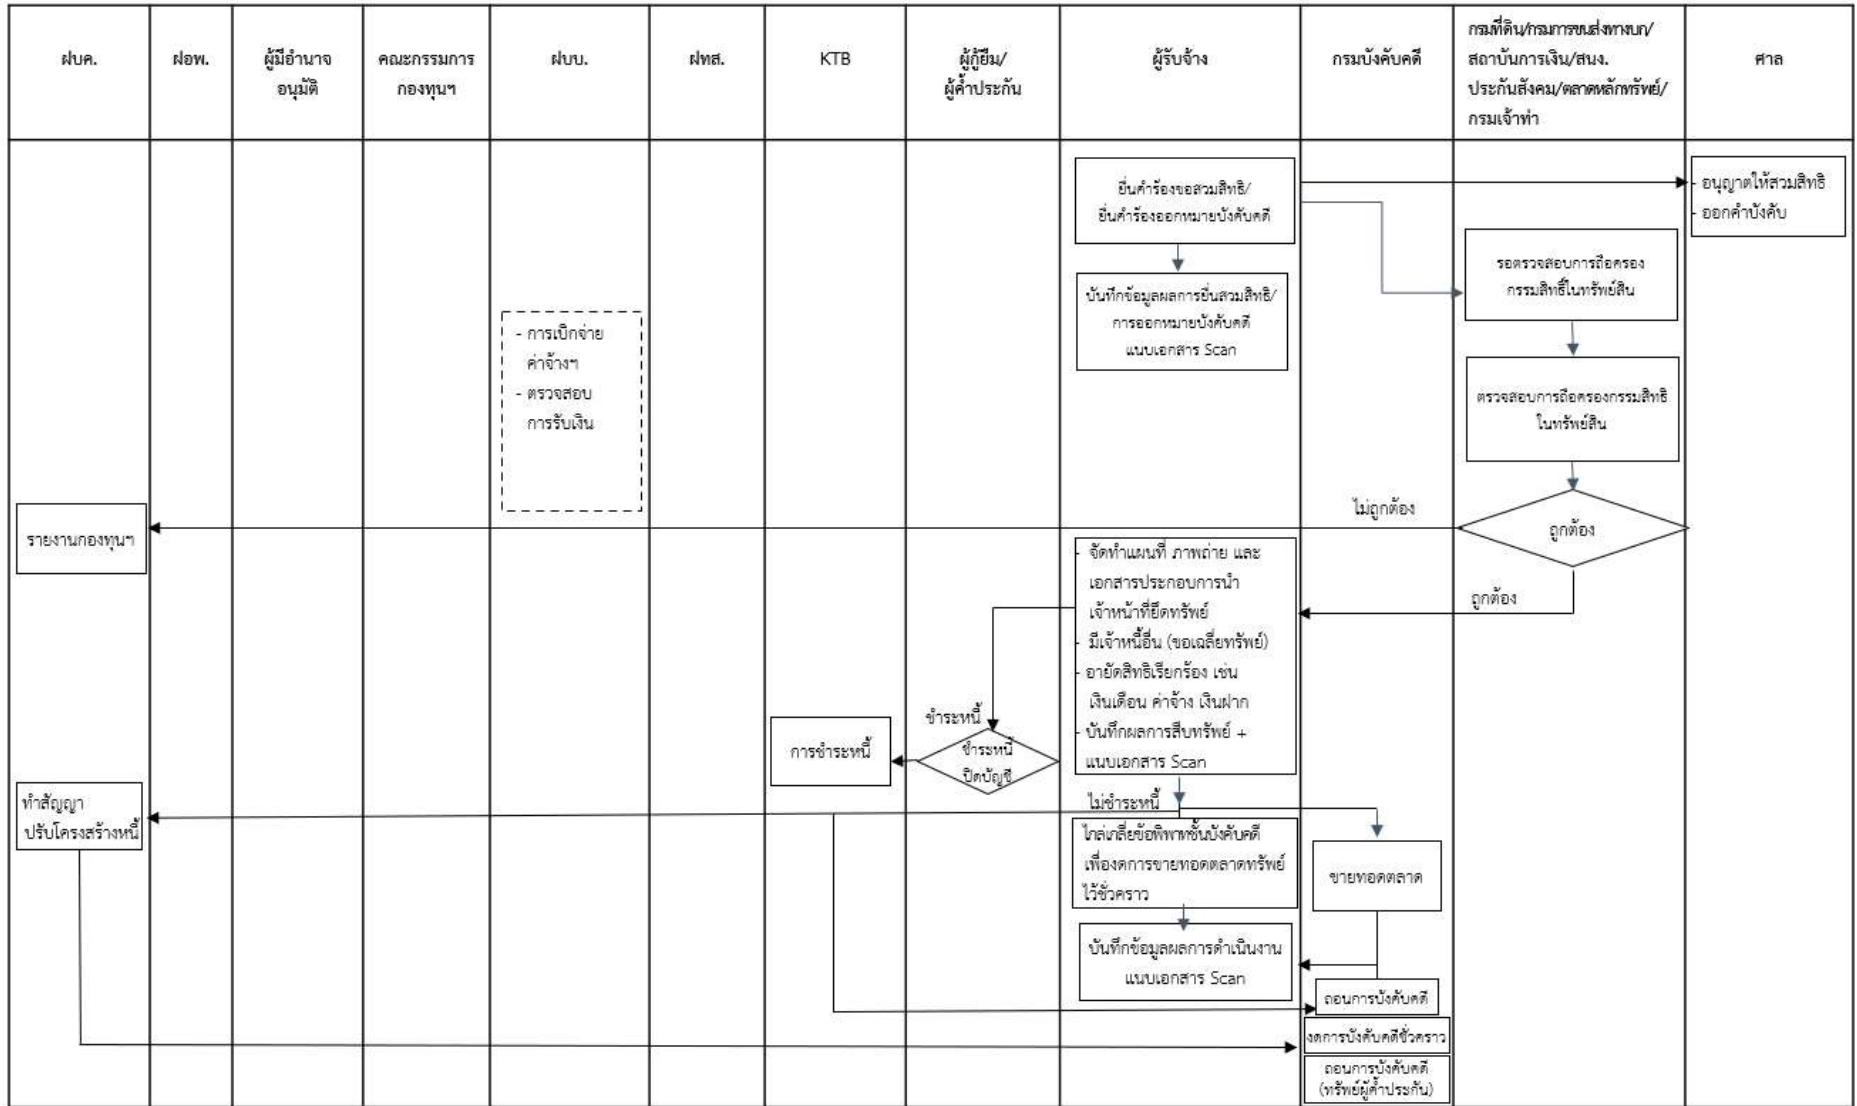 ฝบค.
ฝอพ.
ผู้มีอำนาจ
อนุมัติ
คณะกรรมการ
กองทุนฯ
ฝบบ.
ฝทส.
KTB
ผู้กู้ยืม/
ผู้ค้ำประกัน
ผู้รับจ้าง
กรมบังคับคดี
กรมที่ดิน/กรมการขนส่งทางบก/
สถาบันการเงิน/สนง.
ประกันสังคม/ตลาดหลักทรัพย์/
กรมเจ้าท่า
ศาล
ยื่นคำร้องขอสวมสิทธิ/
ยื่นคำร้องออกหมายบังคับคดี
- อนุญาตให้สวมสิทธิ
- ออกคำบังคับ
รอตรวจสอบการถือครอง
กรรมสิทธิ์ในทรัพย์สิน
บันทึกข้อมูลผลการยื่นสวมสิทธิ/
การออกหมายบังคับคดี
แนบเอกสาร Scan
- การเบิกจ่าย
ค่าจ้างฯ
- ตรวจสอบ
การรับเงิน
ตรวจสอบการถือครองกรรมสิทธิ
ในทรัพย์สิน
รายงานกองทุนฯ
ไม่ถูกต้อง
ถูกต้อง
ถูกต้อง
- จัดทำแผนที่ ภาพถ่าย และ
เอกสารประกอบการนำ
เจ้าหน้าที่ยึดทรัพย์
- มีเจ้าหนี้อื่น (ขอเฉลี่ยทรัพย์)
- อายัดสิทธิเรียกร้อง เช่น
เงินเดือน ค่าจ้าง เงินฝาก
- บันทึกผลการสืบทรัพย์ +
แนบเอกสาร Scan
ชำระหนี้
ชำระหนี้
ปิดบัญชี
การชำระหนี้
ไม่ชำระหนี้
ทำสัญญา
ปรับโครงสร้างหนี้
ไกล่เกลี่ยข้อพิพาทชั้นบังคับคดี
เพื่องดการขายทอดตลาดทรัพย์
ไว้ชั่วคราว
ขายทอดตลาด
บันทึกข้อมูลผลการดำเนินงาน
แนบเอกสาร Scan
ถอนการบังคับคดี
งดการบังคับคดีชั่วคราว
ถอนการบังคับคดี
(ทรัพย์ผู้ค้ำประกัน)